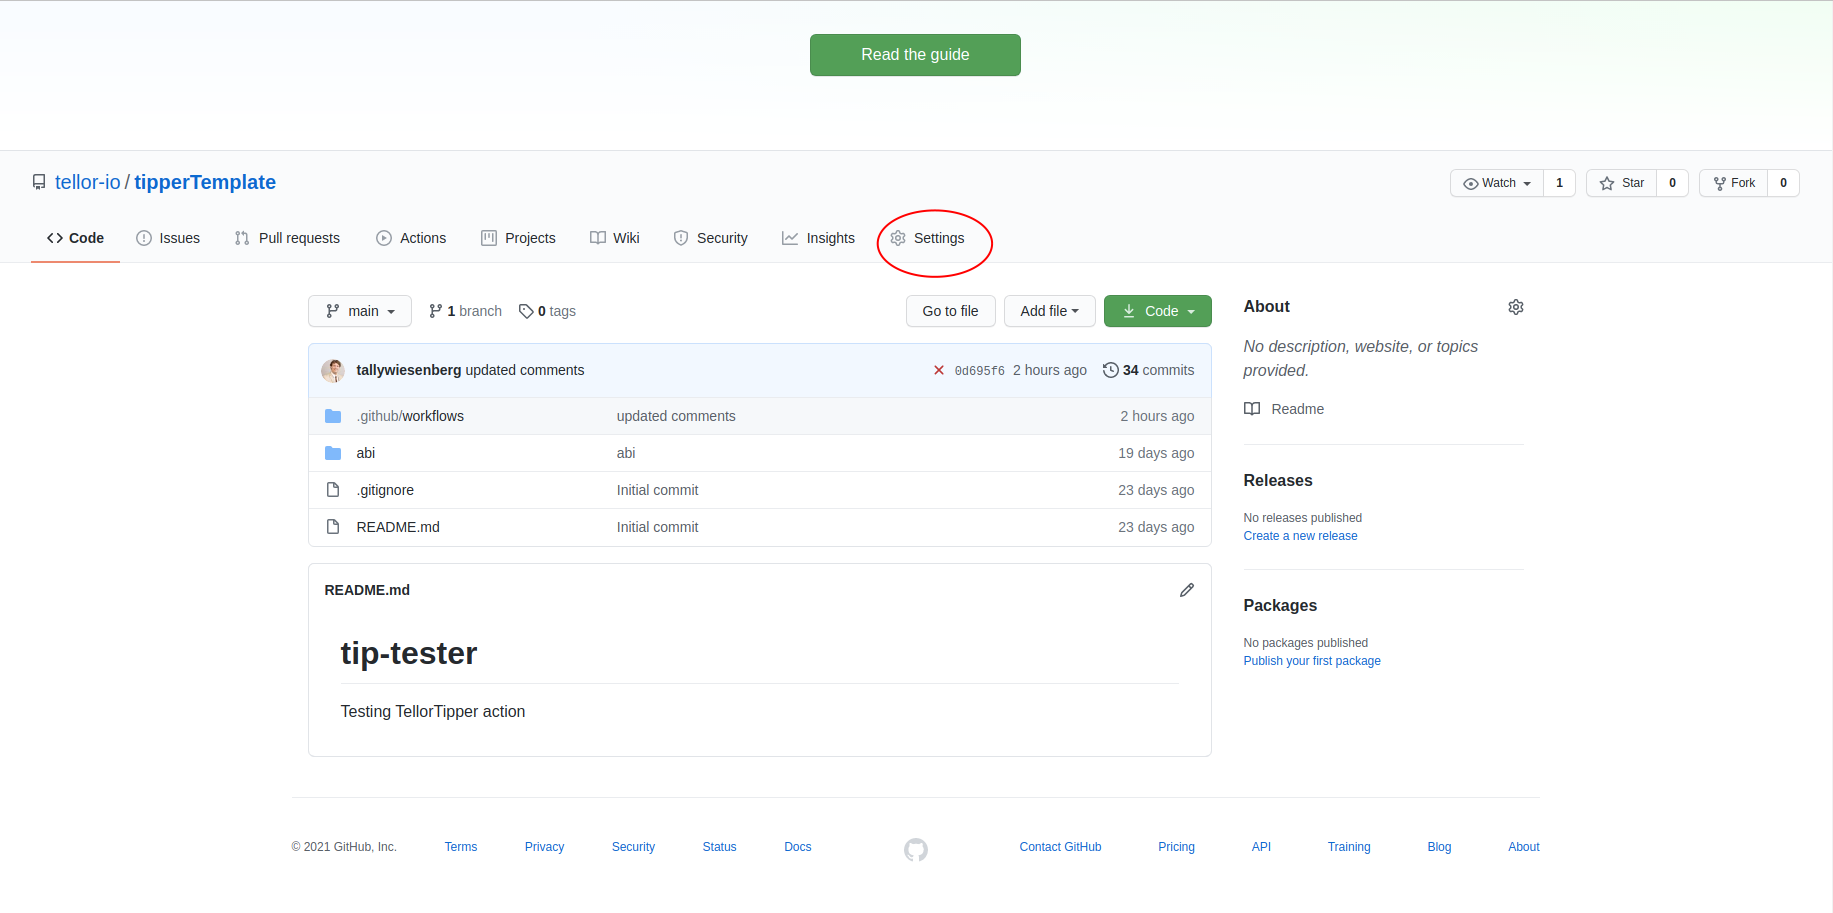 Read the guide
tellor-io / tipperTemplate
Watch 1 Star 0 Fork 0
Code Issues Pull requests Actions Projects Wiki Security Insights Settings
main 1 branch 0 tags Go to file Add file Code
tallywiesenberg updated comments 0d695f6 2 hours ago 34 commits
.github/workflows updated comments 2 hours ago
abi abi 19 days ago
.gitignore Initial commit 23 days ago
README.md Initial commit 23 days ago
README.md
tip-tester
Testing TellorTipper action
About
No description, website, or topics
provided.
Readme
Releases
No releases published
Create a new release
Packages
No packages published
Publish your first package
© 2021 GitHub, Inc. Terms Privacy Security Status Docs Contact GitHub Pricing API Training Blog About